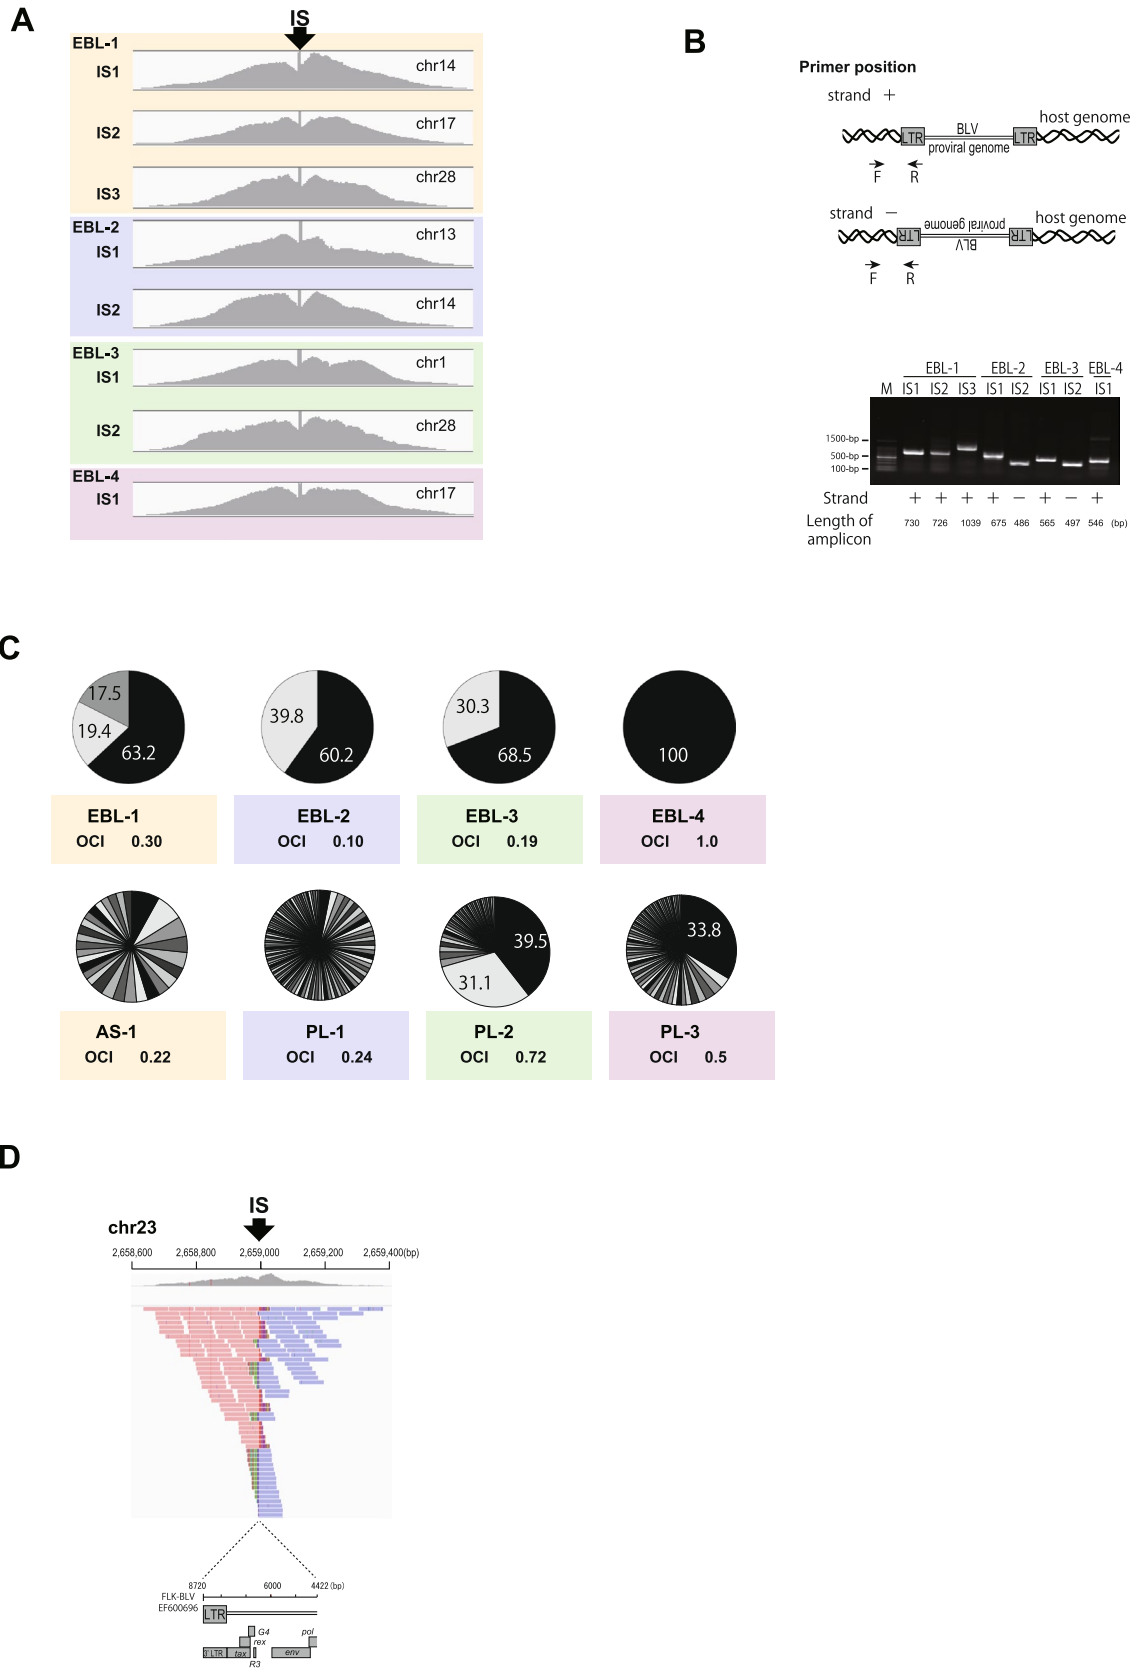 A
IS
EBL-1
IS1 chr14
IS2 chr17
IS3 chr28
EBL-2
IS1 chr13
IS2 chr14
EBL-3
IS1 chr1
IS2 chr28
EBL-4
IS1 chr17
B
Primer position
strand +
host genome
LTR BLV LTR
proviral genome
F R
strand −
host genome
LTR proviral genome LTR
BLV
F R
EBL-1 EBL-2 EBL-3 EBL-4
M IS1 IS2 IS3 IS1 IS2 IS1 IS2 IS1
1500-bp
500-bp
100-bp
Strand + + + + − + − +
Length of amplicon 730 726 1039 675 486 565 497 546 (bp)
C
17.5 19.4 63.2
39.8 60.2
30.3 68.5
100
EBL-1 EBL-2 EBL-3 EBL-4
OCI 0.30 OCI 0.10 OCI 0.19 OCI 1.0
39.5 31.1
33.8
AS-1 PL-1 PL-2 PL-3
OCI 0.22 OCI 0.24 OCI 0.72 OCI 0.5
D
IS
chr23
2,658,600 2,658,800 2,659,000 2,659,200 2,659,400(bp)
8720 6000 4422 (bp)
FLK-BLV
EF600696
LTR
G4 pol
rex
3' LTR tax env
R3